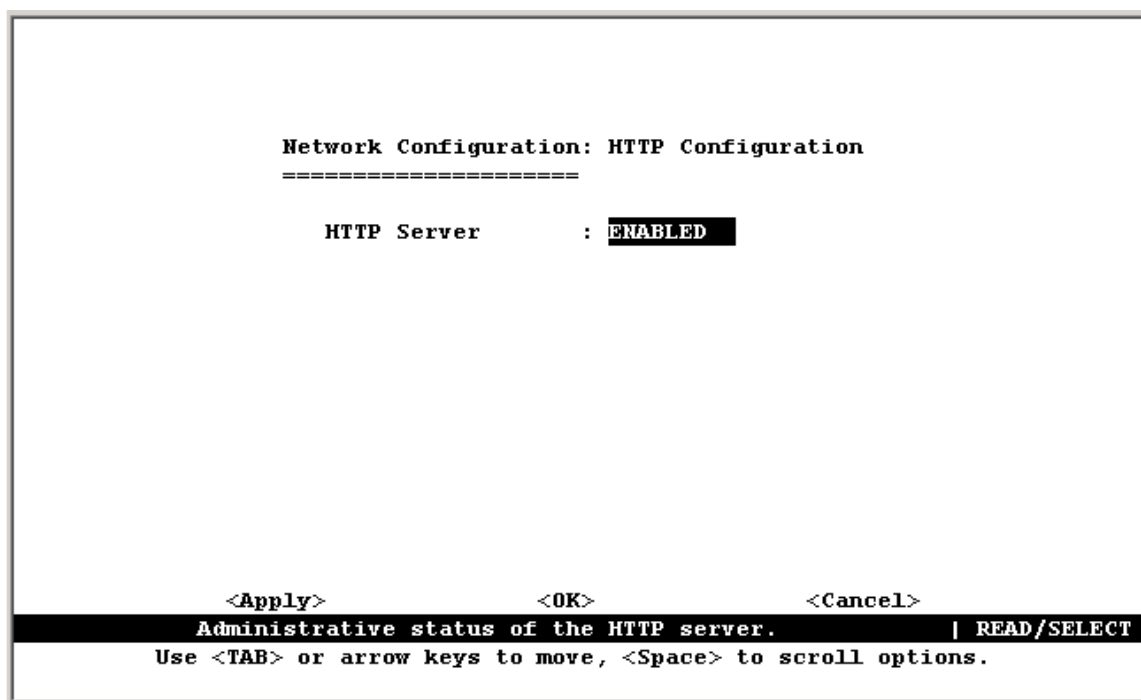 Network Configuration: HTTP Configuration
=====================
HTTP Server : ENABLED
<Apply> <OK> <Cancel>
Administrative status of the HTTP server. | READ/SELECT
Use <TAB> or arrow keys to move, <Space> to scroll options.